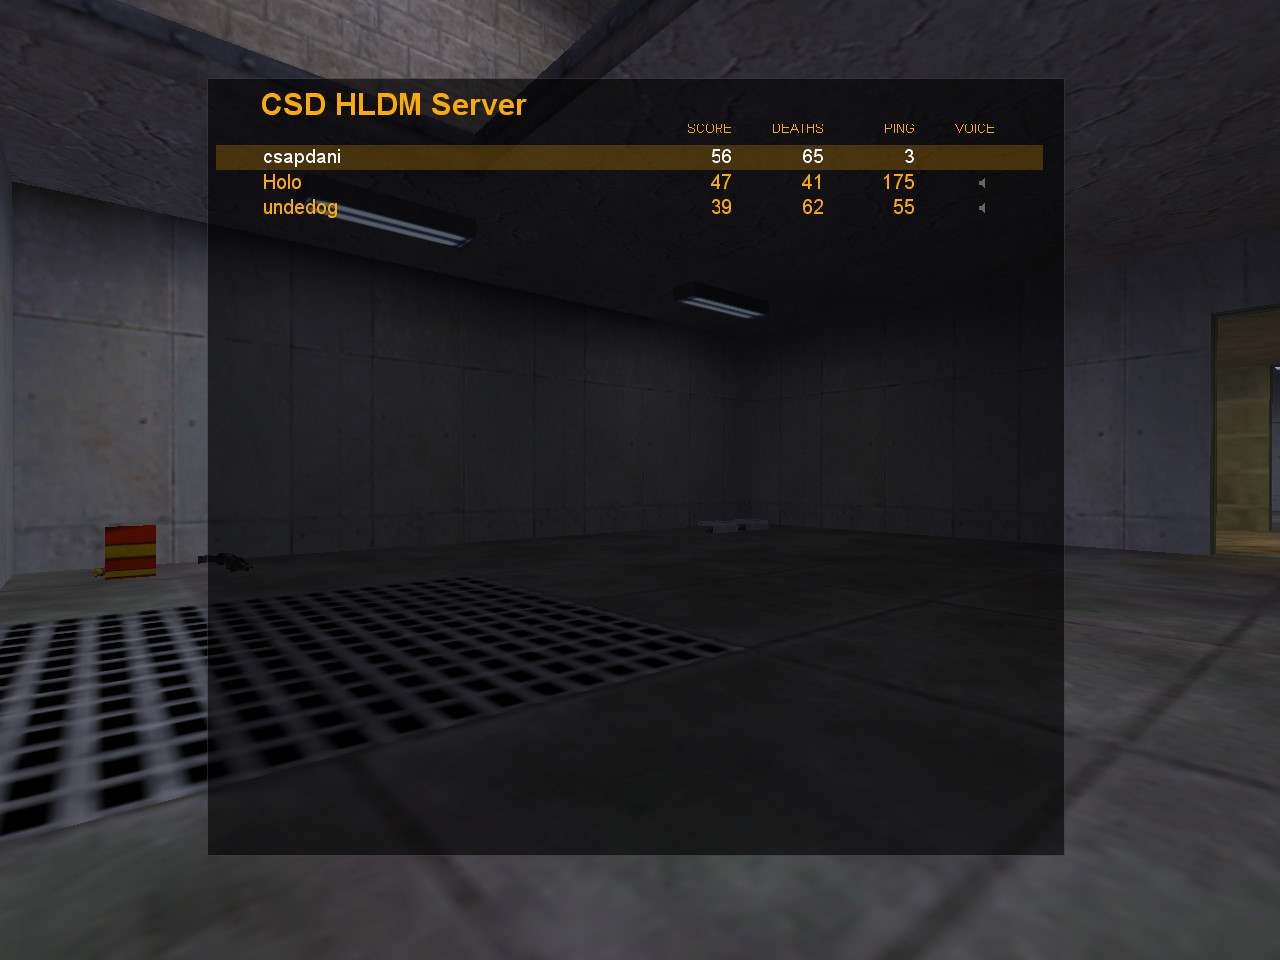 CSD HLDM Server
SCORE DEATHS PING VOICE
csapdani 56 65 3
Holo 47 41 175
undedog 39 62 55